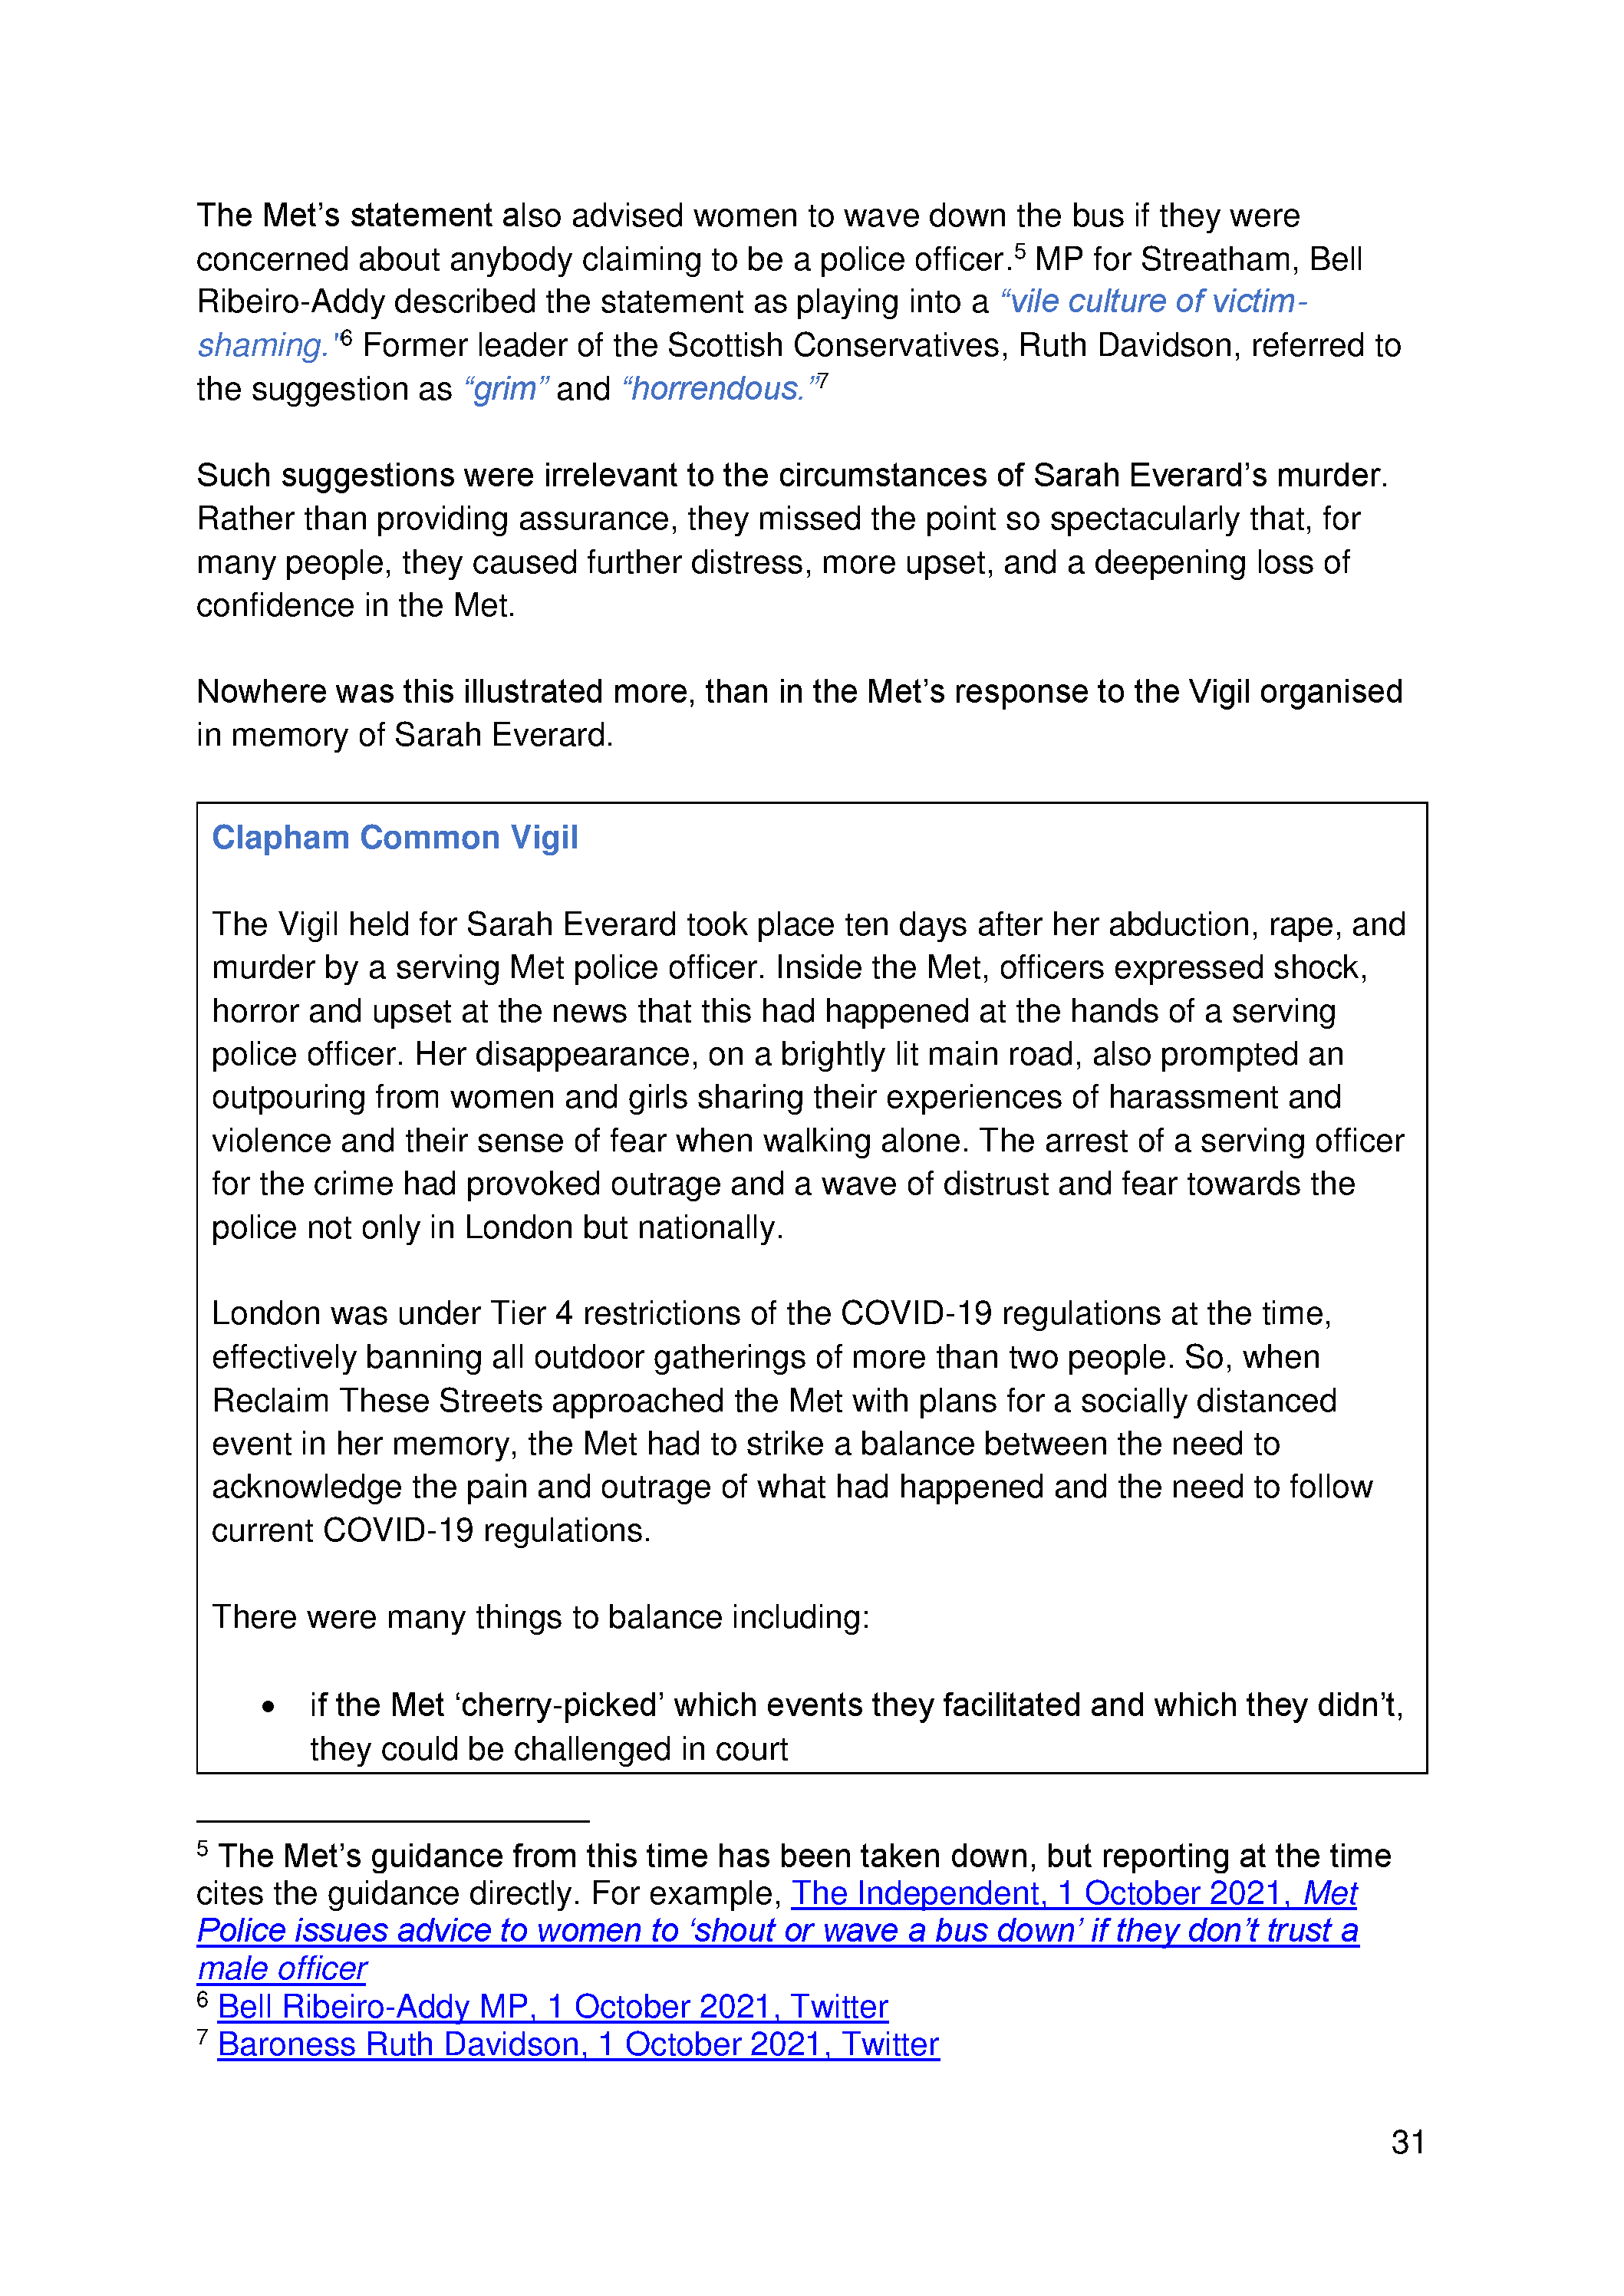 The Met’s statement also advised women to wave down the bus if they were
concerned about anybody claiming to be a police officer.5 MP for Streatham, Bell
Ribeiro-Addy described the statement as playing into a “vile culture of victim-
shaming."6 Former leader of the Scottish Conservatives, Ruth Davidson, referred to
the suggestion as “grim” and “horrendous.”7
Such suggestions were irrelevant to the circumstances of Sarah Everard’s murder.
Rather than providing assurance, they missed the point so spectacularly that, for
many people, they caused further distress, more upset, and a deepening loss of
confidence in the Met.
Nowhere was this illustrated more, than in the Met’s response to the Vigil organised
in memory of Sarah Everard.
Clapham Common Vigil
The Vigil held for Sarah Everard took place ten days after her abduction, rape, and
murder by a serving Met police officer. Inside the Met, officers expressed shock,
horror and upset at the news that this had happened at the hands of a serving
police officer. Her disappearance, on a brightly lit main road, also prompted an
outpouring from women and girls sharing their experiences of harassment and
violence and their sense of fear when walking alone. The arrest of a serving officer
for the crime had provoked outrage and a wave of distrust and fear towards the
police not only in London but nationally.
London was under Tier 4 restrictions of the COVID-19 regulations at the time,
effectively banning all outdoor gatherings of more than two people. So, when
Reclaim These Streets approached the Met with plans for a socially distanced
event in her memory, the Met had to strike a balance between the need to
acknowledge the pain and outrage of what had happened and the need to follow
current COVID-19 regulations.
There were many things to balance including:
• if the Met ‘cherry-picked’ which events they facilitated and which they didn’t,
they could be challenged in court
5 The Met’s guidance from this time has been taken down, but reporting at the time
cites the guidance directly. For example, The Independent, 1 October 2021, Met
Police issues advice to women to ‘shout or wave a bus down’ if they don’t trust a
male officer
6 Bell Ribeiro-Addy MP, 1 October 2021, Twitter
7 Baroness Ruth Davidson, 1 October 2021, Twitter
31